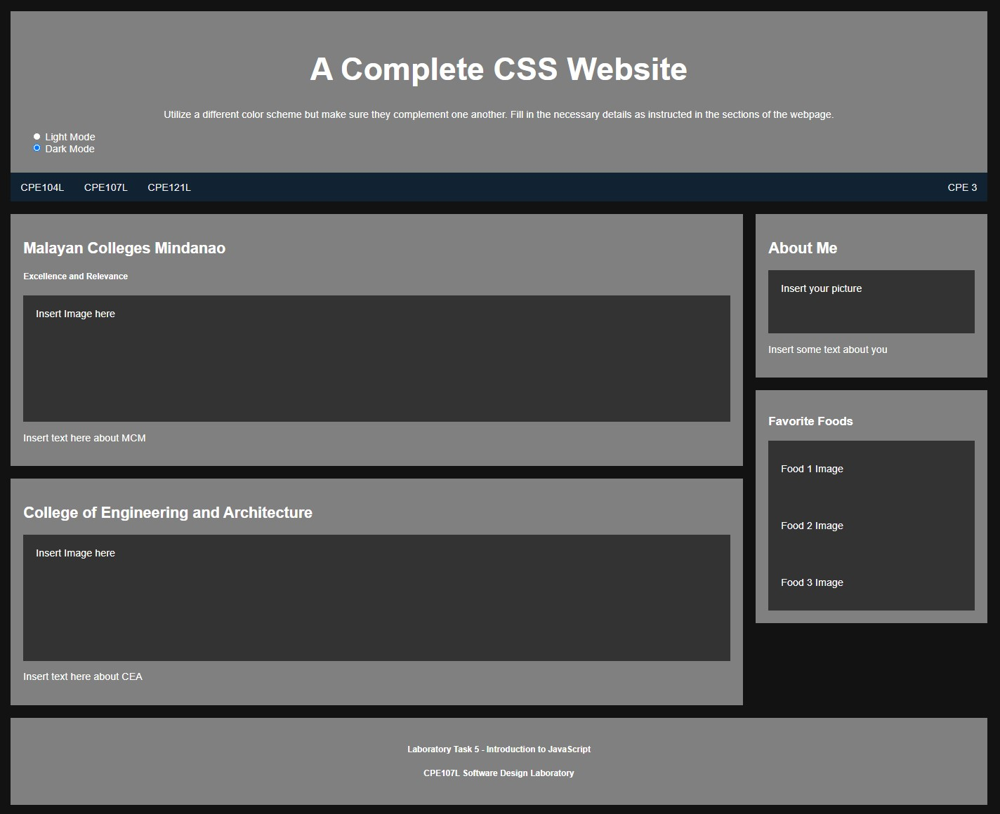 A Complete CSS Website
Utilize a different color scheme but make sure they complement one another. Fill in the necessary details as instructed in the sections of the webpage.
Light Mode
Dark Mode
CPE104L CPE107L CPE121L CPE 3
Malayan Colleges Mindanao
Excellence and Relevance
Insert Image here
Insert text here about MCM
College of Engineering and Architecture
Insert Image here
Insert text here about CEA
About Me
Insert your picture
Insert some text about you
Favorite Foods
Food 1 Image
Food 2 Image
Food 3 Image
Laboratory Task 5 - Introduction to JavaScript
CPE107L Software Design Laboratory